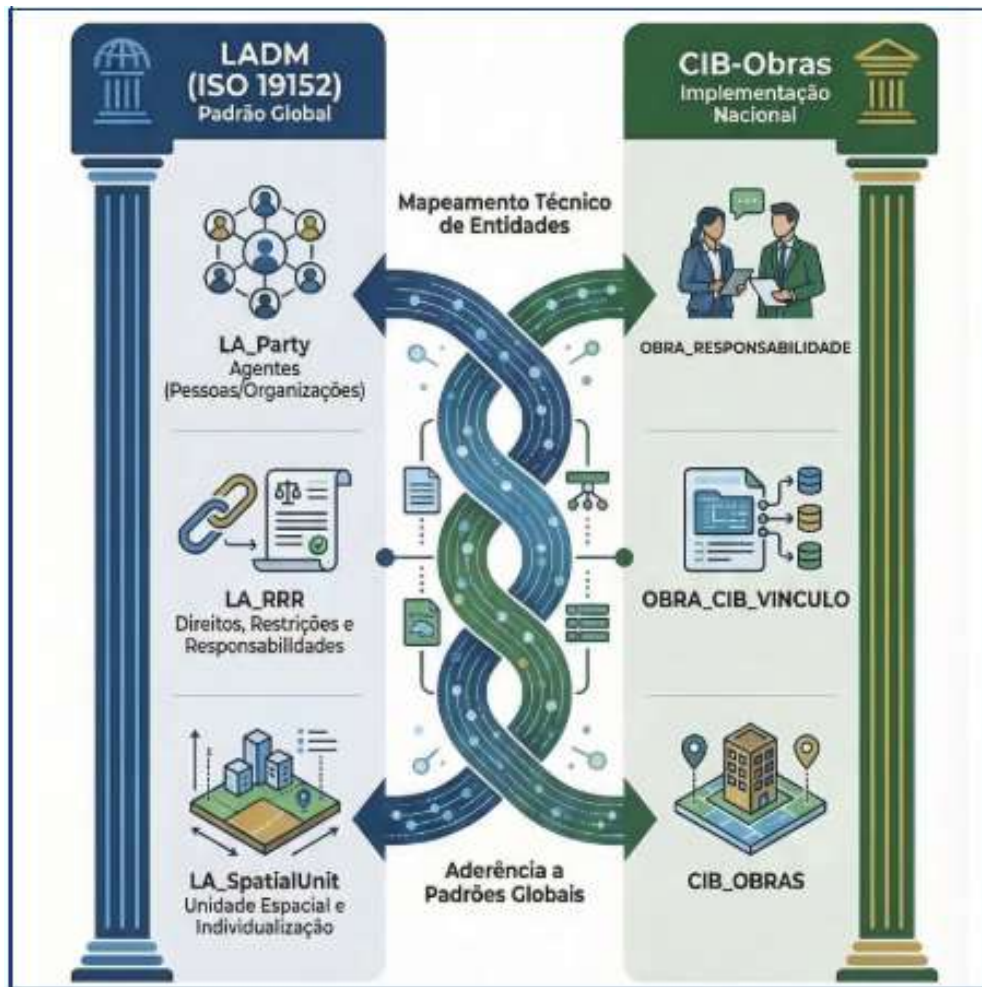 LADM
(ISO 19152)
Padrão Global
CIB-Obras
Implementação
Nacional
Mapeamento Técnico
de Entidades
LA_Party
Agentes
(Pessoas/Organizações)
OBRA_RESPONSABILIDADE
LA_RRR
Direitos, Restrições e
Responsabilidades
OBRA_CIB_VINCULO
LA_SpatialUnit
Unidade Espacial e
Individualização
Aderência a
Padrões Globais
CIB_OBRAS